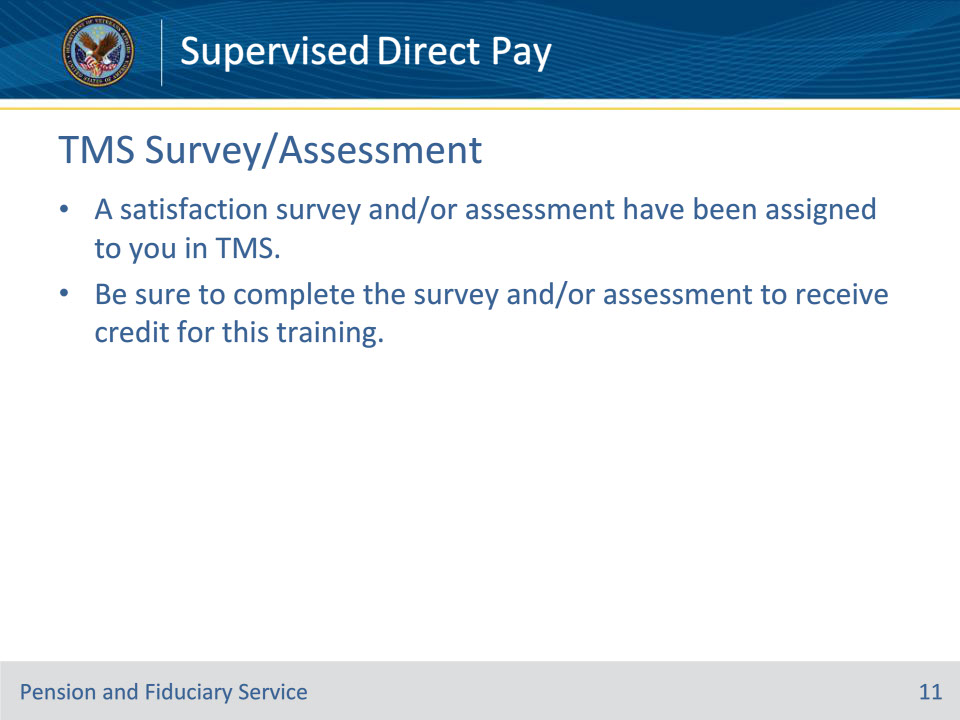 Supervised Direct Pay
TMS Survey/Assessment
• A satisfaction survey and/or assessment have been assigned
to you in TMS.
• Be sure to complete the survey and/or assessment to receive
credit for this training.
Pension and Fiduciary Service
11